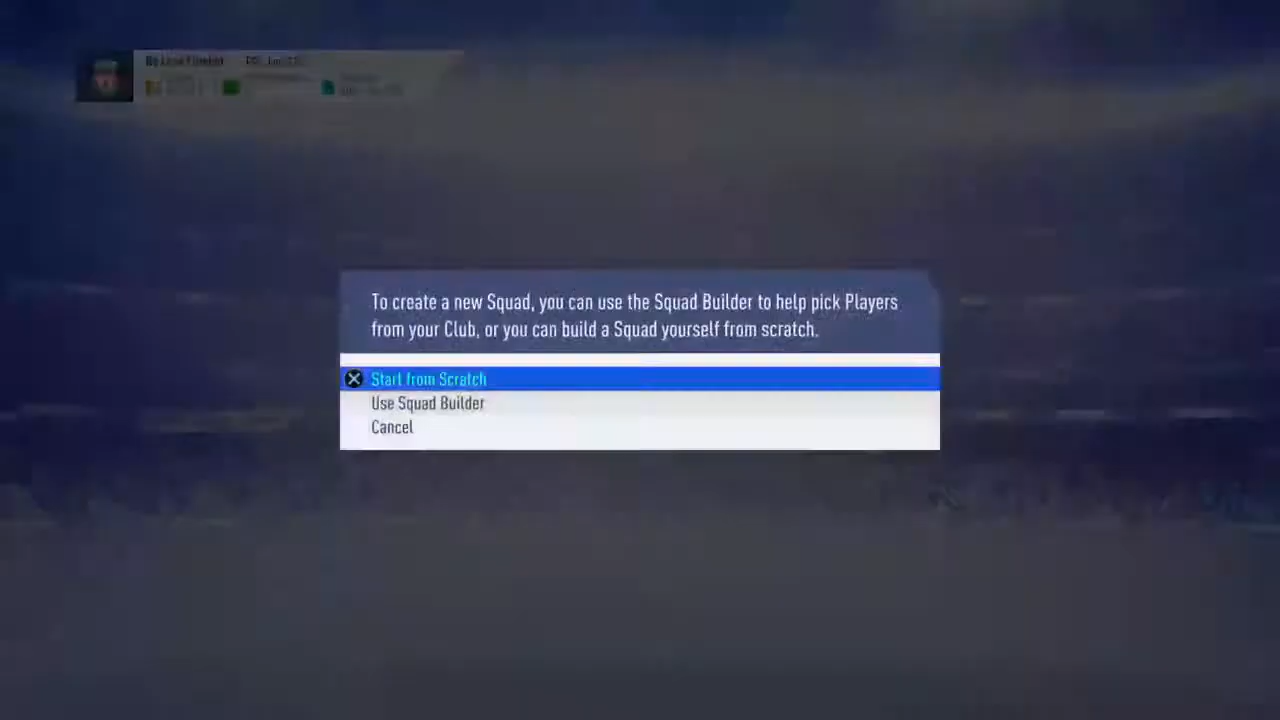 To create a new Squad, you can use the Squad Builder to help pick Players
from your Club, or you can build a Squad yourself from scratch.
Start from Scratch
Use Squad Builder
Cancel